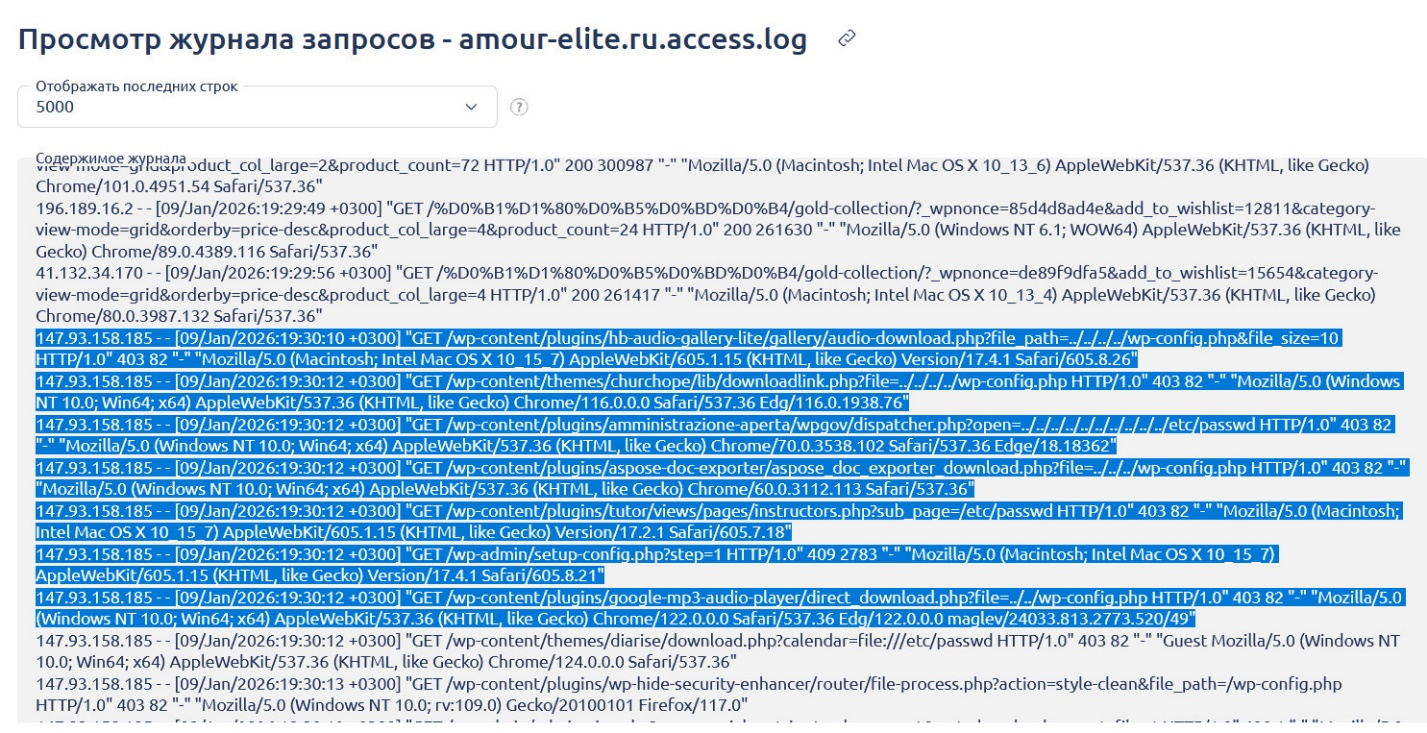 Просмотр журнала запросов - amour-elite.ru.access.log
Отображать последних строк
5000
Содержимое журнала
view-mode=grid&product_col_large=2&product_count=72 HTTP/1.0" 200 300987 "-" "Mozilla/5.0 (Macintosh; Intel Mac OS X 10_13_6) AppleWebKit/537.36 (KHTML, like Gecko)
Chrome/101.0.4951.54 Safari/537.36"
196.189.16.2 - - [09/Jan/2026:19:29:49 +0300] "GET /%D0%B1%D1%80%D0%B5%D0%BD%D0%B4/gold-collection/?_wpnonce=85d4d8ad4e&add_to_wishlist=12811&category-
view-mode=grid&orderby=price-desc&product_col_large=4&product_count=24 HTTP/1.0" 200 261630 "-" "Mozilla/5.0 (Windows NT 6.1; WOW64) AppleWebKit/537.36 (KHTML, like
Gecko) Chrome/89.0.4389.116 Safari/537.36"
41.132.34.170 - - [09/Jan/2026:19:29:56 +0300] "GET /%D0%B1%D1%80%D0%B5%D0%BD%D0%B4/gold-collection/?_wpnonce=de89f9dfa5&add_to_wishlist=15654&category-
view-mode=grid&orderby=price-desc&product_col_large=4 HTTP/1.0" 200 261417 "-" "Mozilla/5.0 (Macintosh; Intel Mac OS X 10_13_4) AppleWebKit/537.36 (KHTML, like Gecko)
Chrome/80.0.3987.132 Safari/537.36"
147.93.158.185 - - [09/Jan/2026:19:30:10 +0300] "GET /wp-content/plugins/hb-audio-gallery-lite/gallery/audio-download.php?file_path=../../../../wp-config.php&file_size=10
HTTP/1.0" 403 82 "-" "Mozilla/5.0 (Macintosh; Intel Mac OS X 10_15_7) AppleWebKit/605.1.15 (KHTML, like Gecko) Version/17.4.1 Safari/605.8.26"
147.93.158.185 - - [09/Jan/2026:19:30:12 +0300] "GET /wp-content/themes/churchope/lib/downloadlink.php?file=../../../../wp-config.php HTTP/1.0" 403 82 "-" "Mozilla/5.0 (Windows
NT 10.0; Win64; x64) AppleWebKit/537.36 (KHTML, like Gecko) Chrome/116.0.0.0 Safari/537.36 Edg/116.0.1938.76"
147.93.158.185 - - [09/Jan/2026:19:30:12 +0300] "GET /wp-content/plugins/amministrazione-aperta/wpgov/dispatcher.php?open=../../../../../../../../../../etc/passwd HTTP/1.0" 403 82
"-" "Mozilla/5.0 (Windows NT 10.0; Win64; x64) AppleWebKit/537.36 (KHTML, like Gecko) Chrome/70.0.3538.102 Safari/537.36 Edge/18.18362"
147.93.158.185 - - [09/Jan/2026:19:30:12 +0300] "GET /wp-content/plugins/aspose-doc-exporter/aspose_doc_exporter_download.php?file=../../../wp-config.php HTTP/1.0" 403 82 "-"
"Mozilla/5.0 (Windows NT 10.0; Win64; x64) AppleWebKit/537.36 (KHTML, like Gecko) Chrome/60.0.3112.113 Safari/537.36"
147.93.158.185 - - [09/Jan/2026:19:30:12 +0300] "GET /wp-content/plugins/tutor/views/pages/instructors.php?sub_page=/etc/passwd HTTP/1.0" 403 82 "-" "Mozilla/5.0 (Macintosh;
Intel Mac OS X 10_15_7) AppleWebKit/605.1.15 (KHTML, like Gecko) Version/17.2.1 Safari/605.7.18"
147.93.158.185 - - [09/Jan/2026:19:30:12 +0300] "GET /wp-admin/setup-config.php?step=1 HTTP/1.0" 409 2783 "-" "Mozilla/5.0 (Macintosh; Intel Mac OS X 10_15_7)
AppleWebKit/605.1.15 (KHTML, like Gecko) Version/17.4.1 Safari/605.8.21"
147.93.158.185 - - [09/Jan/2026:19:30:12 +0300] "GET /wp-content/plugins/google-mp3-audio-player/direct_download.php?file=../../wp-config.php HTTP/1.0" 403 82 "-" "Mozilla/5.0
(Windows NT 10.0; Win64; x64) AppleWebKit/537.36 (KHTML, like Gecko) Chrome/122.0.0.0 Safari/537.36 Edg/122.0.0.0 maglev/24033.813.2773.520/49"
147.93.158.185 - - [09/Jan/2026:19:30:12 +0300] "GET /wp-content/themes/diarise/download.php?calendar=file:///etc/passwd HTTP/1.0" 403 82 "-" "Guest Mozilla/5.0 (Windows NT
10.0; Win64; x64) AppleWebKit/537.36 (KHTML, like Gecko) Chrome/124.0.0.0 Safari/537.36"
147.93.158.185 - - [09/Jan/2026:19:30:13 +0300] "GET /wp-content/plugins/wp-hide-security-enhancer/router/file-process.php?action=style-clean&file_path=/wp-config.php
HTTP/1.0" 403 82 "-" "Mozilla/5.0 (Windows NT 10.0; rv:109.0) Gecko/20100101 Firefox/117.0"